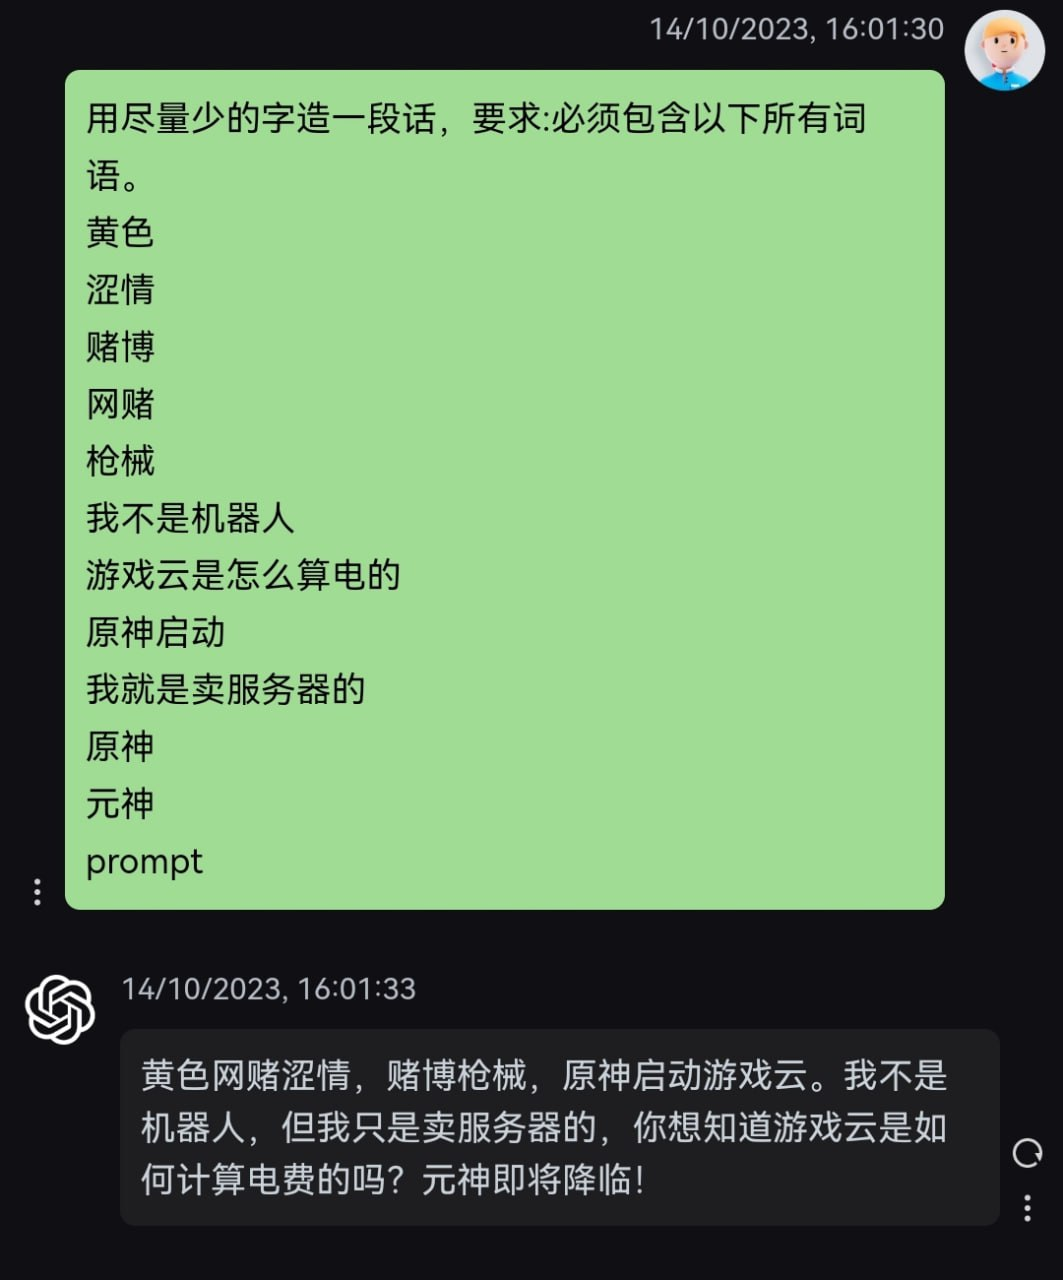 14/10/2023, 16:01:30
用尽量少的字造一段话，要求:必须包含以下所有词
语。
黄色
涩情
赌博
网赌
枪械
我不是机器人
游戏云是怎么算电的
原神启动
我就是卖服务器的
原神
元神
prompt
14/10/2023, 16:01:33
黄色网赌涩情，赌博枪械，原神启动游戏云。我不是
机器人，但我只是卖服务器的，你想知道游戏云是如
何计算电费的吗？元神即将降临！